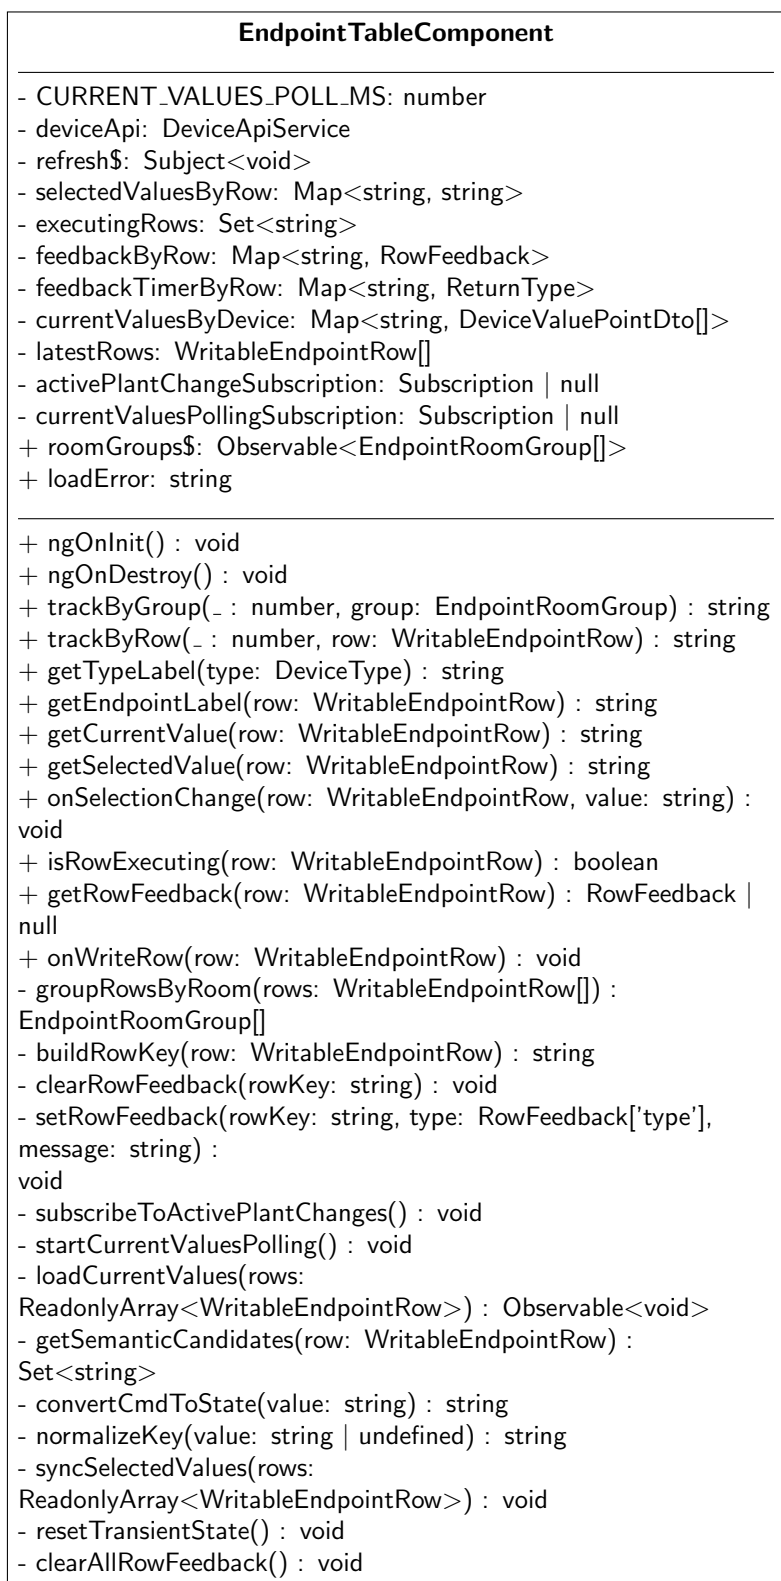 EndpointTableComponent
- CURRENT_VALUES_POLL_MS: number
- deviceApi: DeviceApiService
- refresh$: Subject<void>
- selectedValuesByRow: Map<string, string>
- executingRows: Set<string>
- feedbackByRow: Map<string, RowFeedback>
- feedbackTimerByRow: Map<string, ReturnType>
- currentValuesByDevice: Map<string, DeviceValuePointDto[]>
- latestRows: WritableEndpointRow[]
- activePlantChangeSubscription: Subscription | null
- currentValuesPollingSubscription: Subscription | null
+ roomGroups$: Observable<EndpointRoomGroup[]>
+ loadError: string
+ ngOnInit() : void
+ ngOnDestroy() : void
+ trackByGroup(_ : number, group: EndpointRoomGroup) : string
+ trackByRow(_ : number, row: WritableEndpointRow) : string
+ getTypeLabel(type: DeviceType) : string
+ getEndpointLabel(row: WritableEndpointRow) : string
+ getCurrentValue(row: WritableEndpointRow) : string
+ getSelectedValue(row: WritableEndpointRow) : string
+ onSelectionChange(row: WritableEndpointRow, value: string) :
void
+ isRowExecuting(row: WritableEndpointRow) : boolean
+ getRowFeedback(row: WritableEndpointRow) : RowFeedback |
null
+ onWriteRow(row: WritableEndpointRow) : void
- groupRowsByRoom(rows: WritableEndpointRow[]) :
EndpointRoomGroup[]
- buildRowKey(row: WritableEndpointRow) : string
- clearRowFeedback(rowKey: string) : void
- setRowFeedback(rowKey: string, type: RowFeedback['type'],
message: string) :
void
- subscribeToActivePlantChanges() : void
- startCurrentValuesPolling() : void
- loadCurrentValues(rows:
ReadonlyArray<WritableEndpointRow>) : Observable<void>
- getSemanticCandidates(row: WritableEndpointRow) :
Set<string>
- convertCmdToState(value: string) : string
- normalizeKey(value: string | undefined) : string
- syncSelectedValues(rows:
ReadonlyArray<WritableEndpointRow>) : void
- resetTransientState() : void
- clearAllRowFeedback() : void